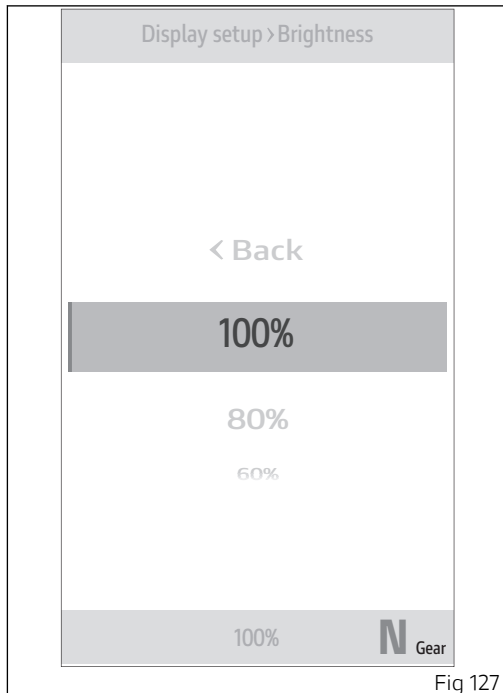 Display setup›Brightness
‹ Back
100%
80%
60%
100% N Gear
Fig 127